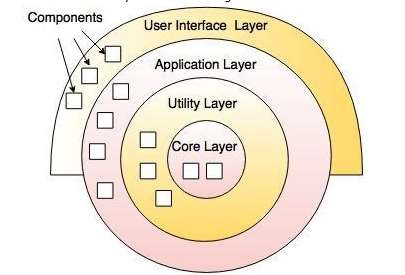 Components
User Interface Layer
Application Layer
Utility Layer
Core Layer